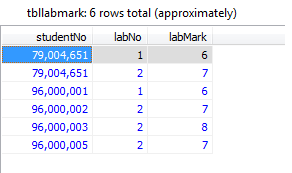 tbllabmark: 6 rows total (approximately)
studentNo labNo labMark
79,004,651 1 6
79,004,651 2 7
96,000,001 1 6
96,000,002 2 7
96,000,003 2 8
96,000,005 2 7